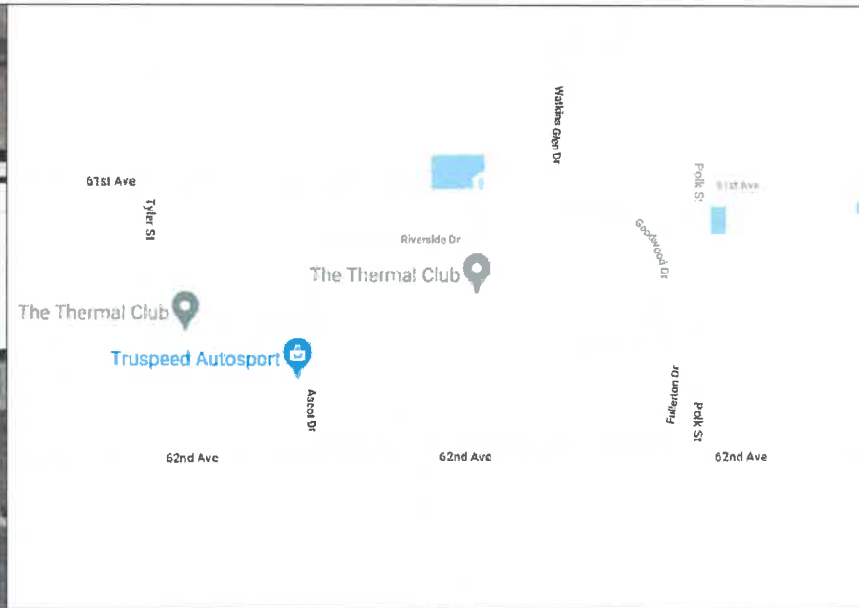 Watkins Glen Dr
61st Ave
Tyler St
Polk St
61st Ave
Riverside Dr
Goodwood Dr
The Thermal Club
The Thermal Club
Truspeed Autosport
Ascot Dr
Fullerton Dr
Polk St
62nd Ave
62nd Ave
62nd Ave